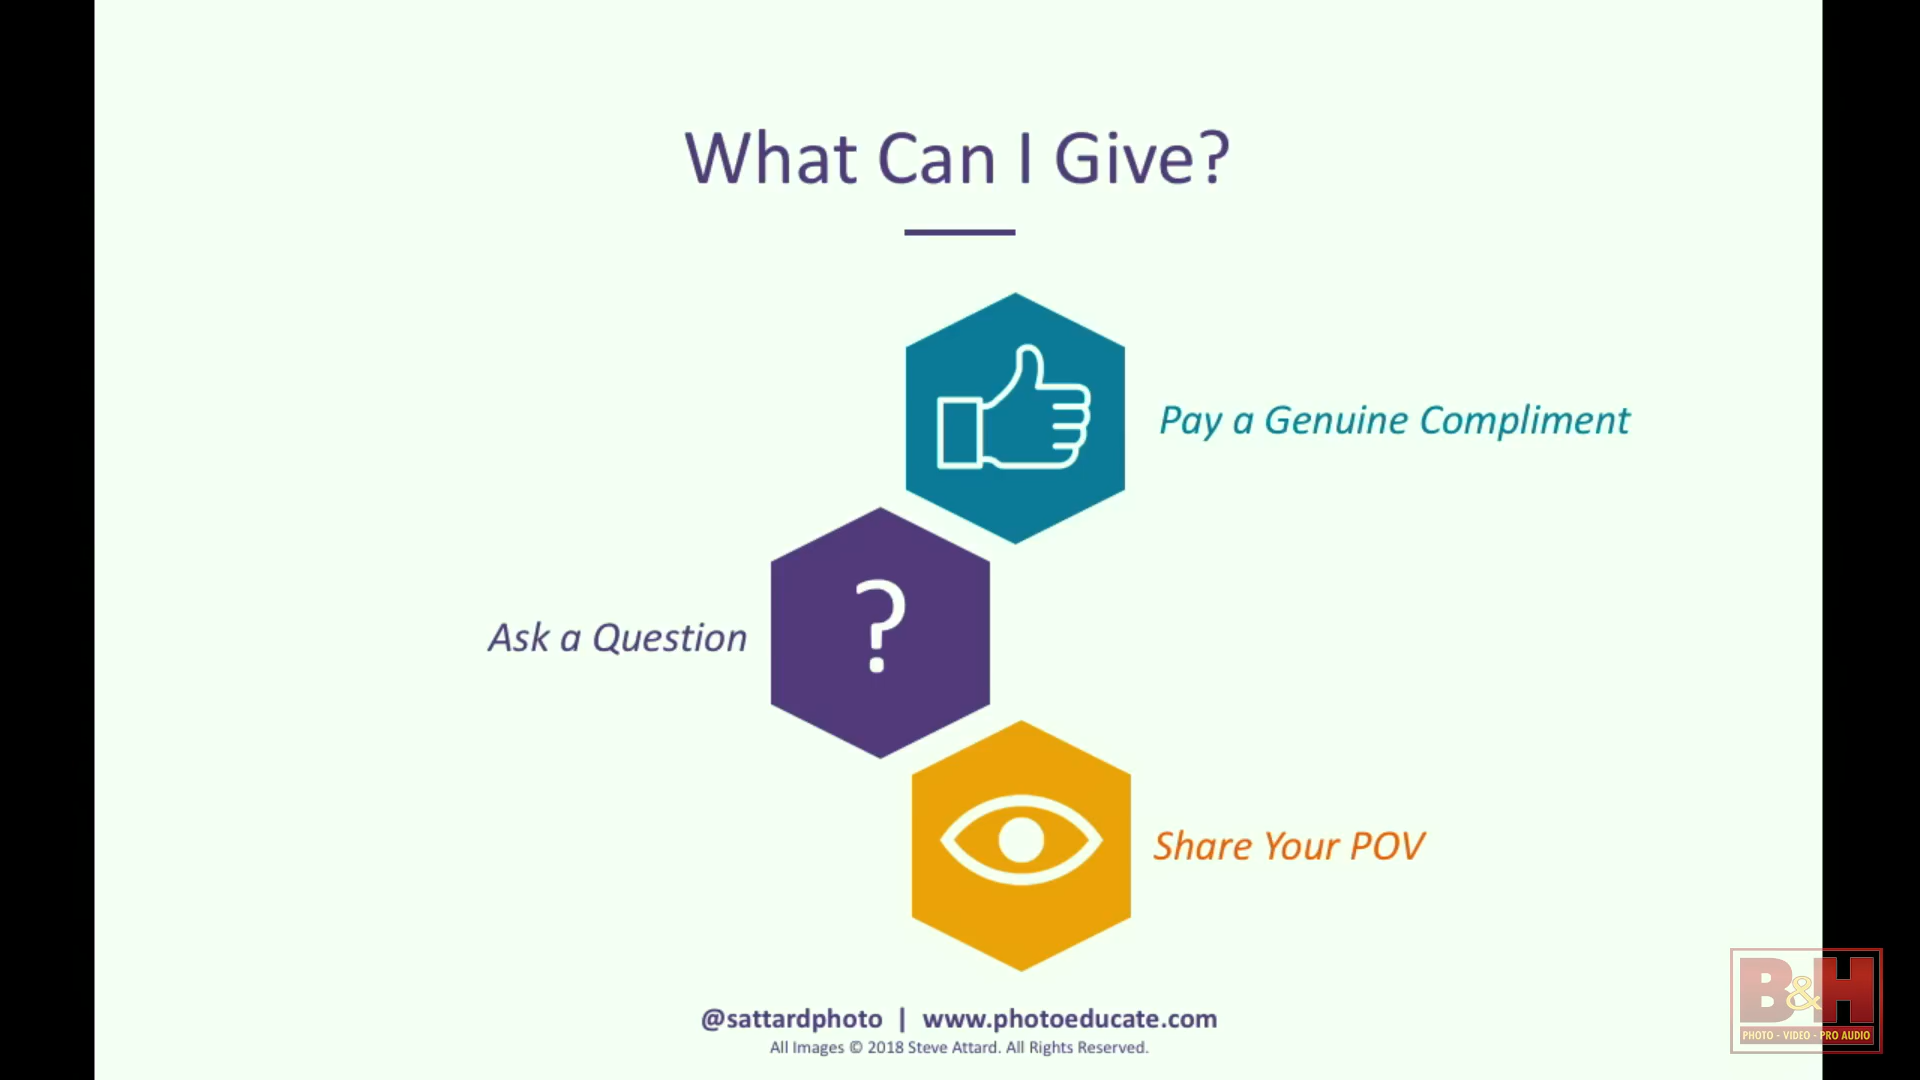 What Can I Give?
Pay a Genuine Compliment
?
Ask a Question
Share Your POV
@sattardphoto | www.photoeducate.com
All Images © 2018 Steve Attard. All Rights Reserved.
B&H
PHOTO - VIDEO - PRO AUDIO